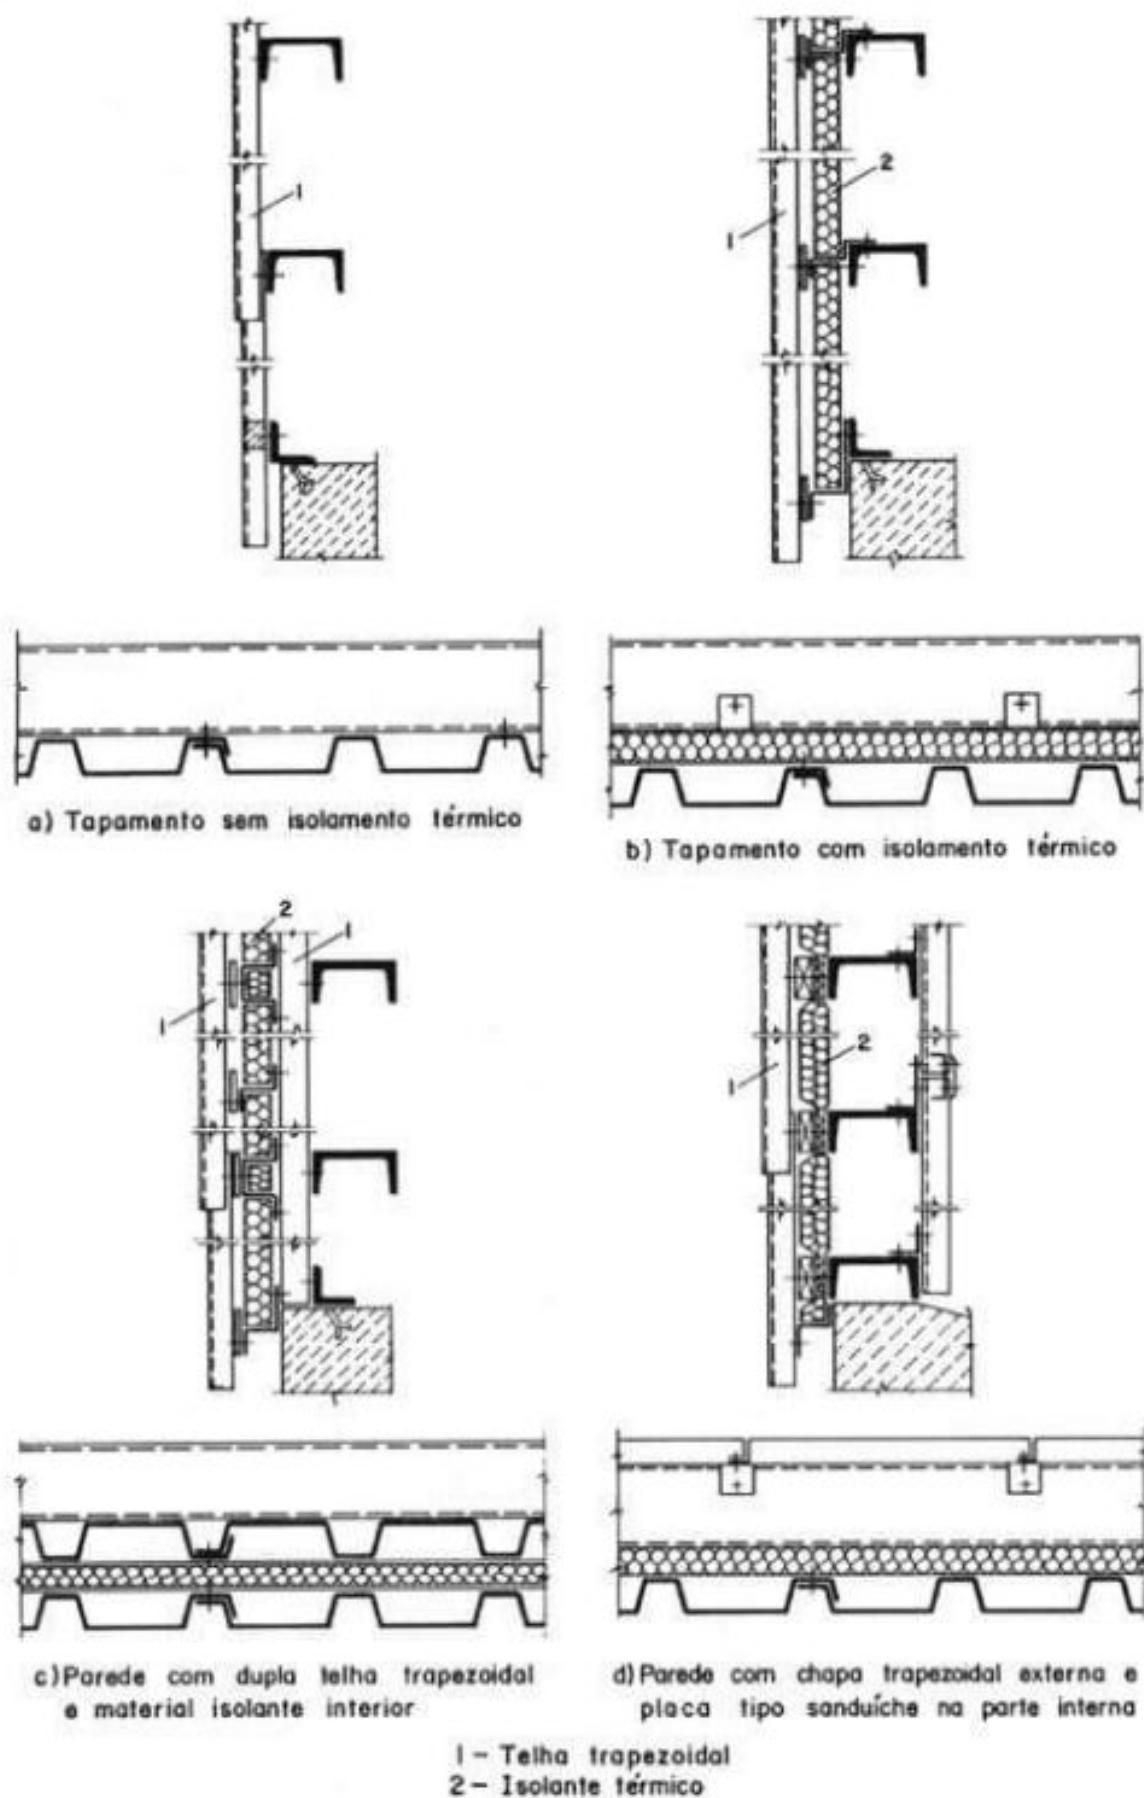 1
2
1
a) Tapamento sem isolamento térmico
b) Tapamento com isolamento térmico
2
1
1
2
1
c) Parede com dupla telha trapezoidal
e material isolante interior
d) Parede com chapa trapezoidal externa e
placa tipo sanduíche na parte interna
1 - Telha trapezoidal
2 - Isolante térmico